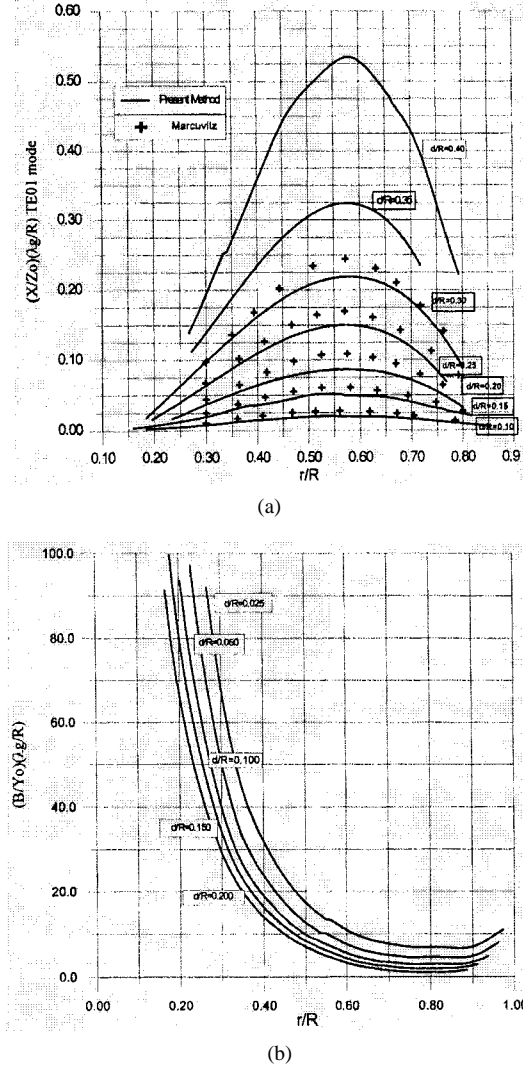 0.60
0.50
0.40
0.30
0.20
0.10
0.00
(X/Zo)(λg/R) TE01 mode
Present Method
Marcuvitz
d/R=0.40
d/R=0.35
d/R=0.30
d/R=0.25
d/R=0.20
d/R=0.15
d/R=0.10
0.10 0.20 0.30 0.40 0.50 0.60 0.70 0.80 0.9
r/R
(a)
100.0
80.0
60.0
40.0
20.0
0.0
(B/Yo)(λg/R)
d/R=0.025
d/R=0.050
d/R=0.100
d/R=0.150
d/R=0.200
0.00 0.20 0.40 0.60 0.80 1.00
r/R
(b)